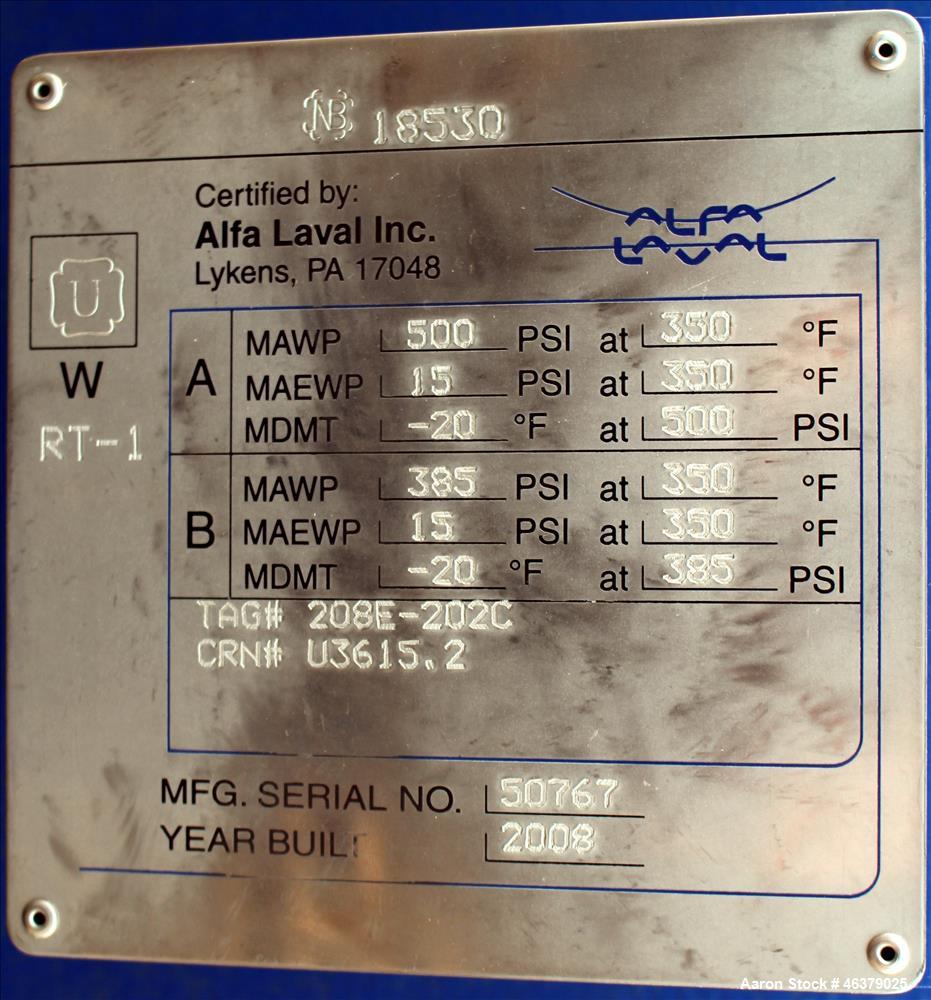 NB 18530
Certified by:
Alfa Laval Inc.
Lykens, PA 17048
ALFA
LAVAL
U
W
RT-1
A
MAWP 500 PSI at 350 °F
MAEWP 15 PSI at 350 °F
MDMT -20 °F at 500 PSI
B
MAWP 385 PSI at 350 °F
MAEWP 15 PSI at 350 °F
MDMT -20 °F at 385 PSI
TAG# 208E-202C
CRN# U3615.2
MFG. SERIAL NO. 50767
YEAR BUILT 2008
Aaron Stock # 46379025